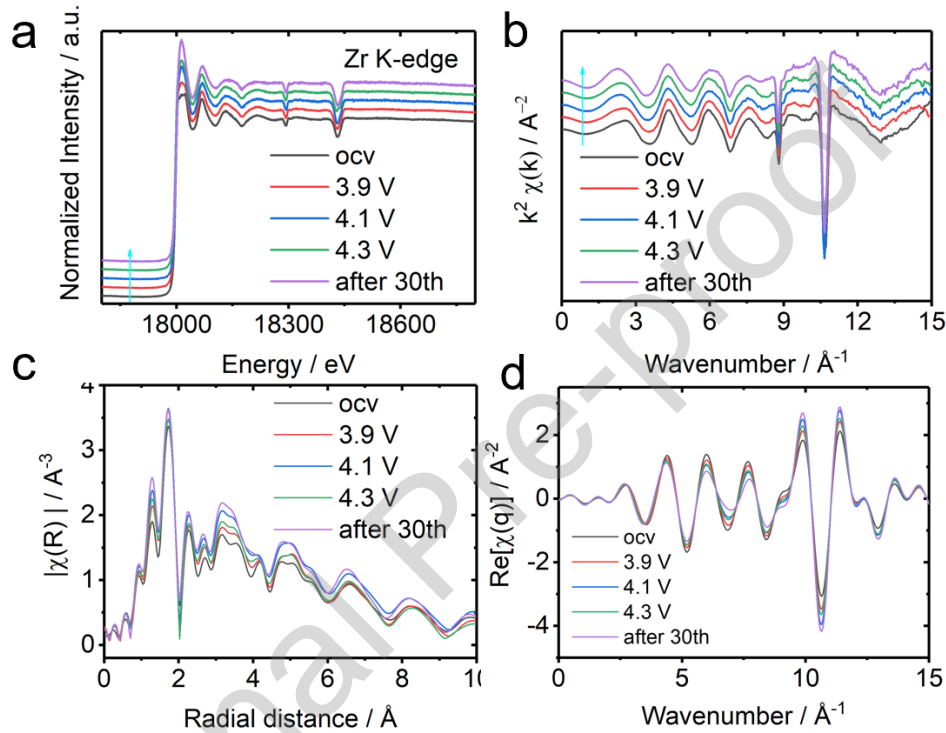 a
Normalized Intensity / a.u.
Zr K-edge
ocv
3.9 V
4.1 V
4.3 V
after 30th
18000 18300 18600
Energy / eV
b
k² χ(k) / A⁻²
ocv
3.9 V
4.1 V
4.3 V
after 30th
0 3 6 9 12 15
Wavenumber / Å⁻¹
c
|χ(R) | / A⁻³
4
3
2
1
0
ocv
3.9 V
4.1 V
4.3 V
after 30th
0 2 4 6 8 10
Radial distance / Å
d
Re[χ(q)] / A⁻²
2
0
-2
-4
ocv
3.9 V
4.1 V
4.3 V
after 30th
0 5 10 15
Wavenumber / Å⁻¹
nal Pre-proof